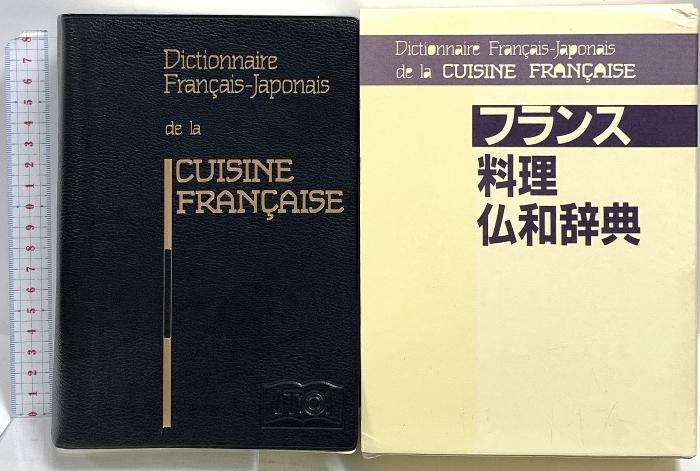 Dictionnaire
Français-Japonais
de la
CUISINE
FRANÇAISE
Dictionnaire Français-Japonais
de la CUISINE FRANÇAISE
フランス
料理
仏和辞典